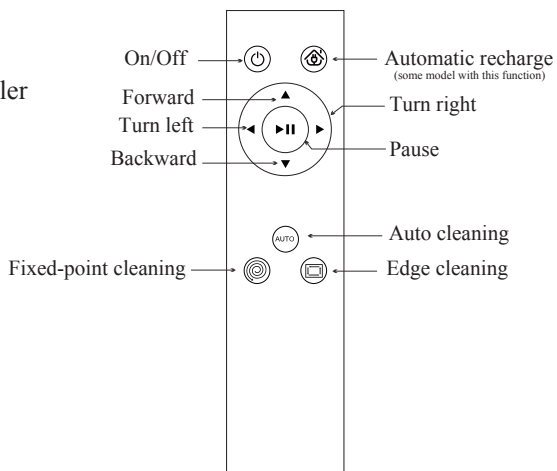 On/Off
Automatic recharge
(some model with this function)
ler
Forward
Turn right
Turn left
Pause
Backward
AUTO
Auto cleaning
Fixed-point cleaning
Edge cleaning